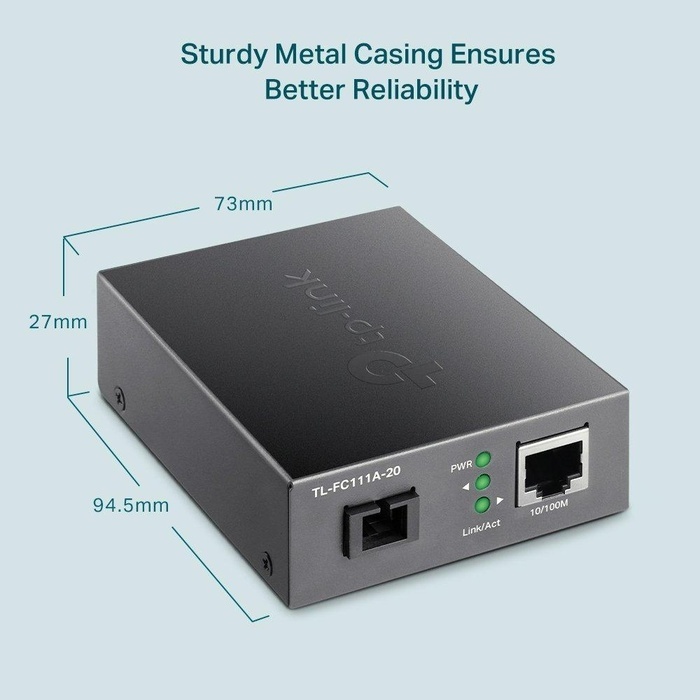 Sturdy Metal Casing Ensures
Better Reliability
73mm
27mm
94.5mm
tp-link
TL-FC111A-20
PWR
Link/Act
10/100M